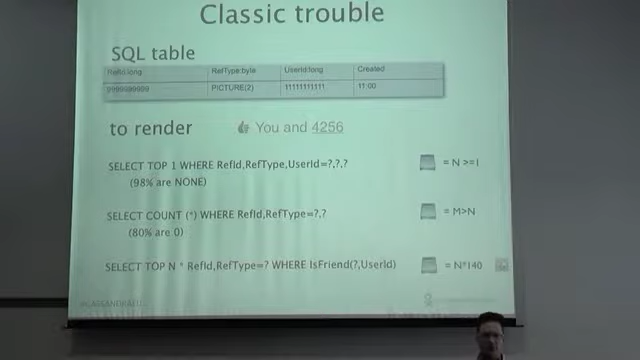 Classic trouble
SQL table
RefId:long RefType:byte UserId:long Created
9999999999 PICTURE(2) 11111111111 11:00
to render You and 4256
SELECT TOP 1 WHERE RefId,RefType,UserId=?,?,? = N >=1
(98% are NONE)
SELECT COUNT (*) WHERE RefId,RefType=?,? = M>N
(80% are 0)
SELECT TOP N * RefId,RefType=? WHERE IsFriend(?,UserId) = N*140